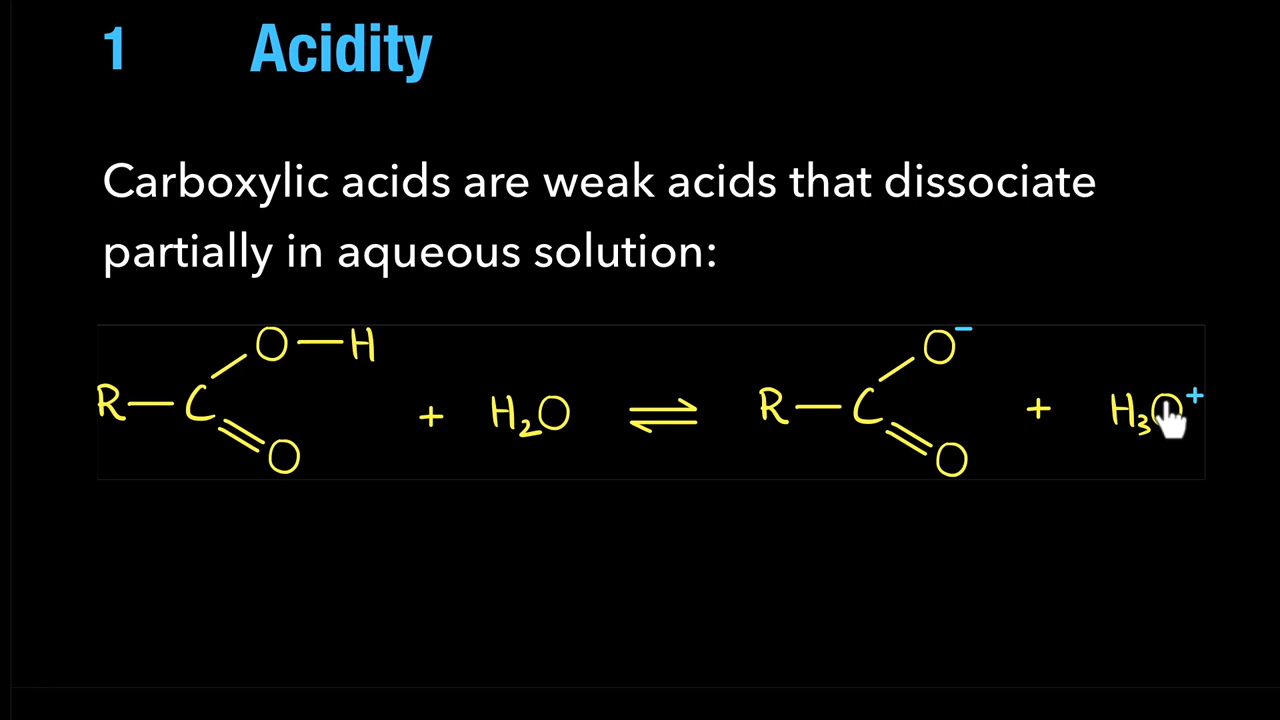 1 Acidity
Carboxylic acids are weak acids that dissociate
partially in aqueous solution:
O—H
R—C + H₂O ⇌ R—C + H₃O⁺
O⁻
O O